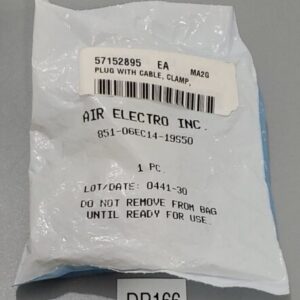 57152895 EA MA2G
PLUG WITH CABLE, CLAMP,
AIR ELECTRO INC.
851-06EC14-19S50
1 PC.
LOT/DATE: 0441-30
DO NOT REMOVE FROM BAG
UNTIL READY FOR USE.
DR166